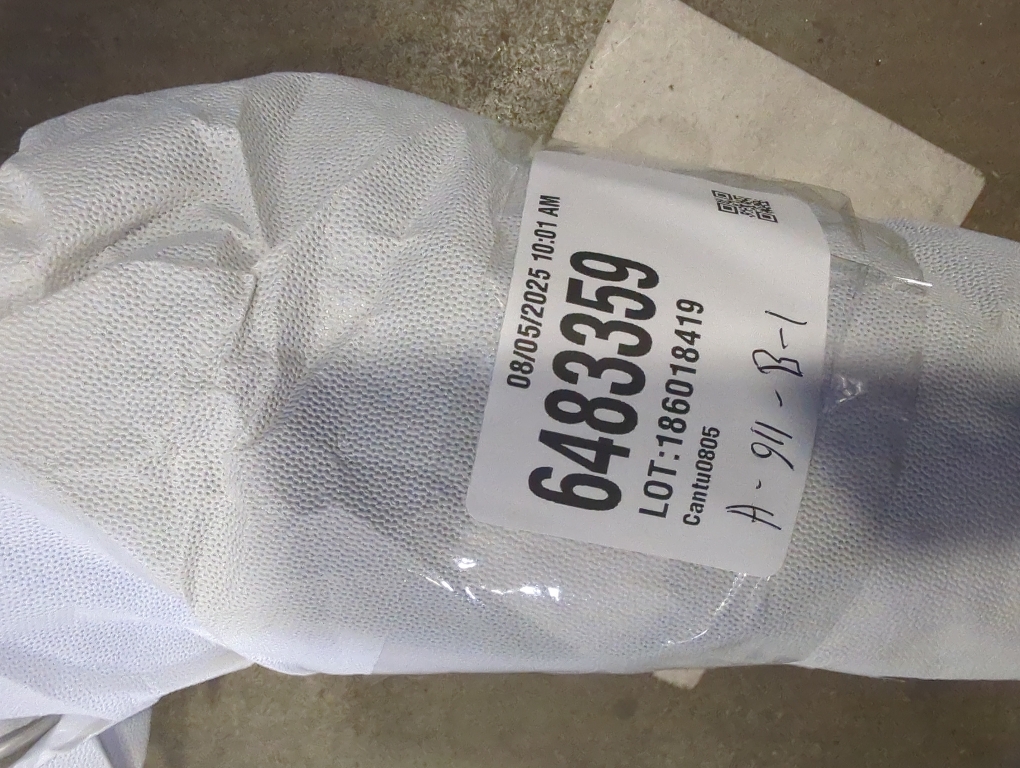 08/05/2025 10:01 AM
6483359
LOT:186018419
Cantu0805
A - 911 - B-1